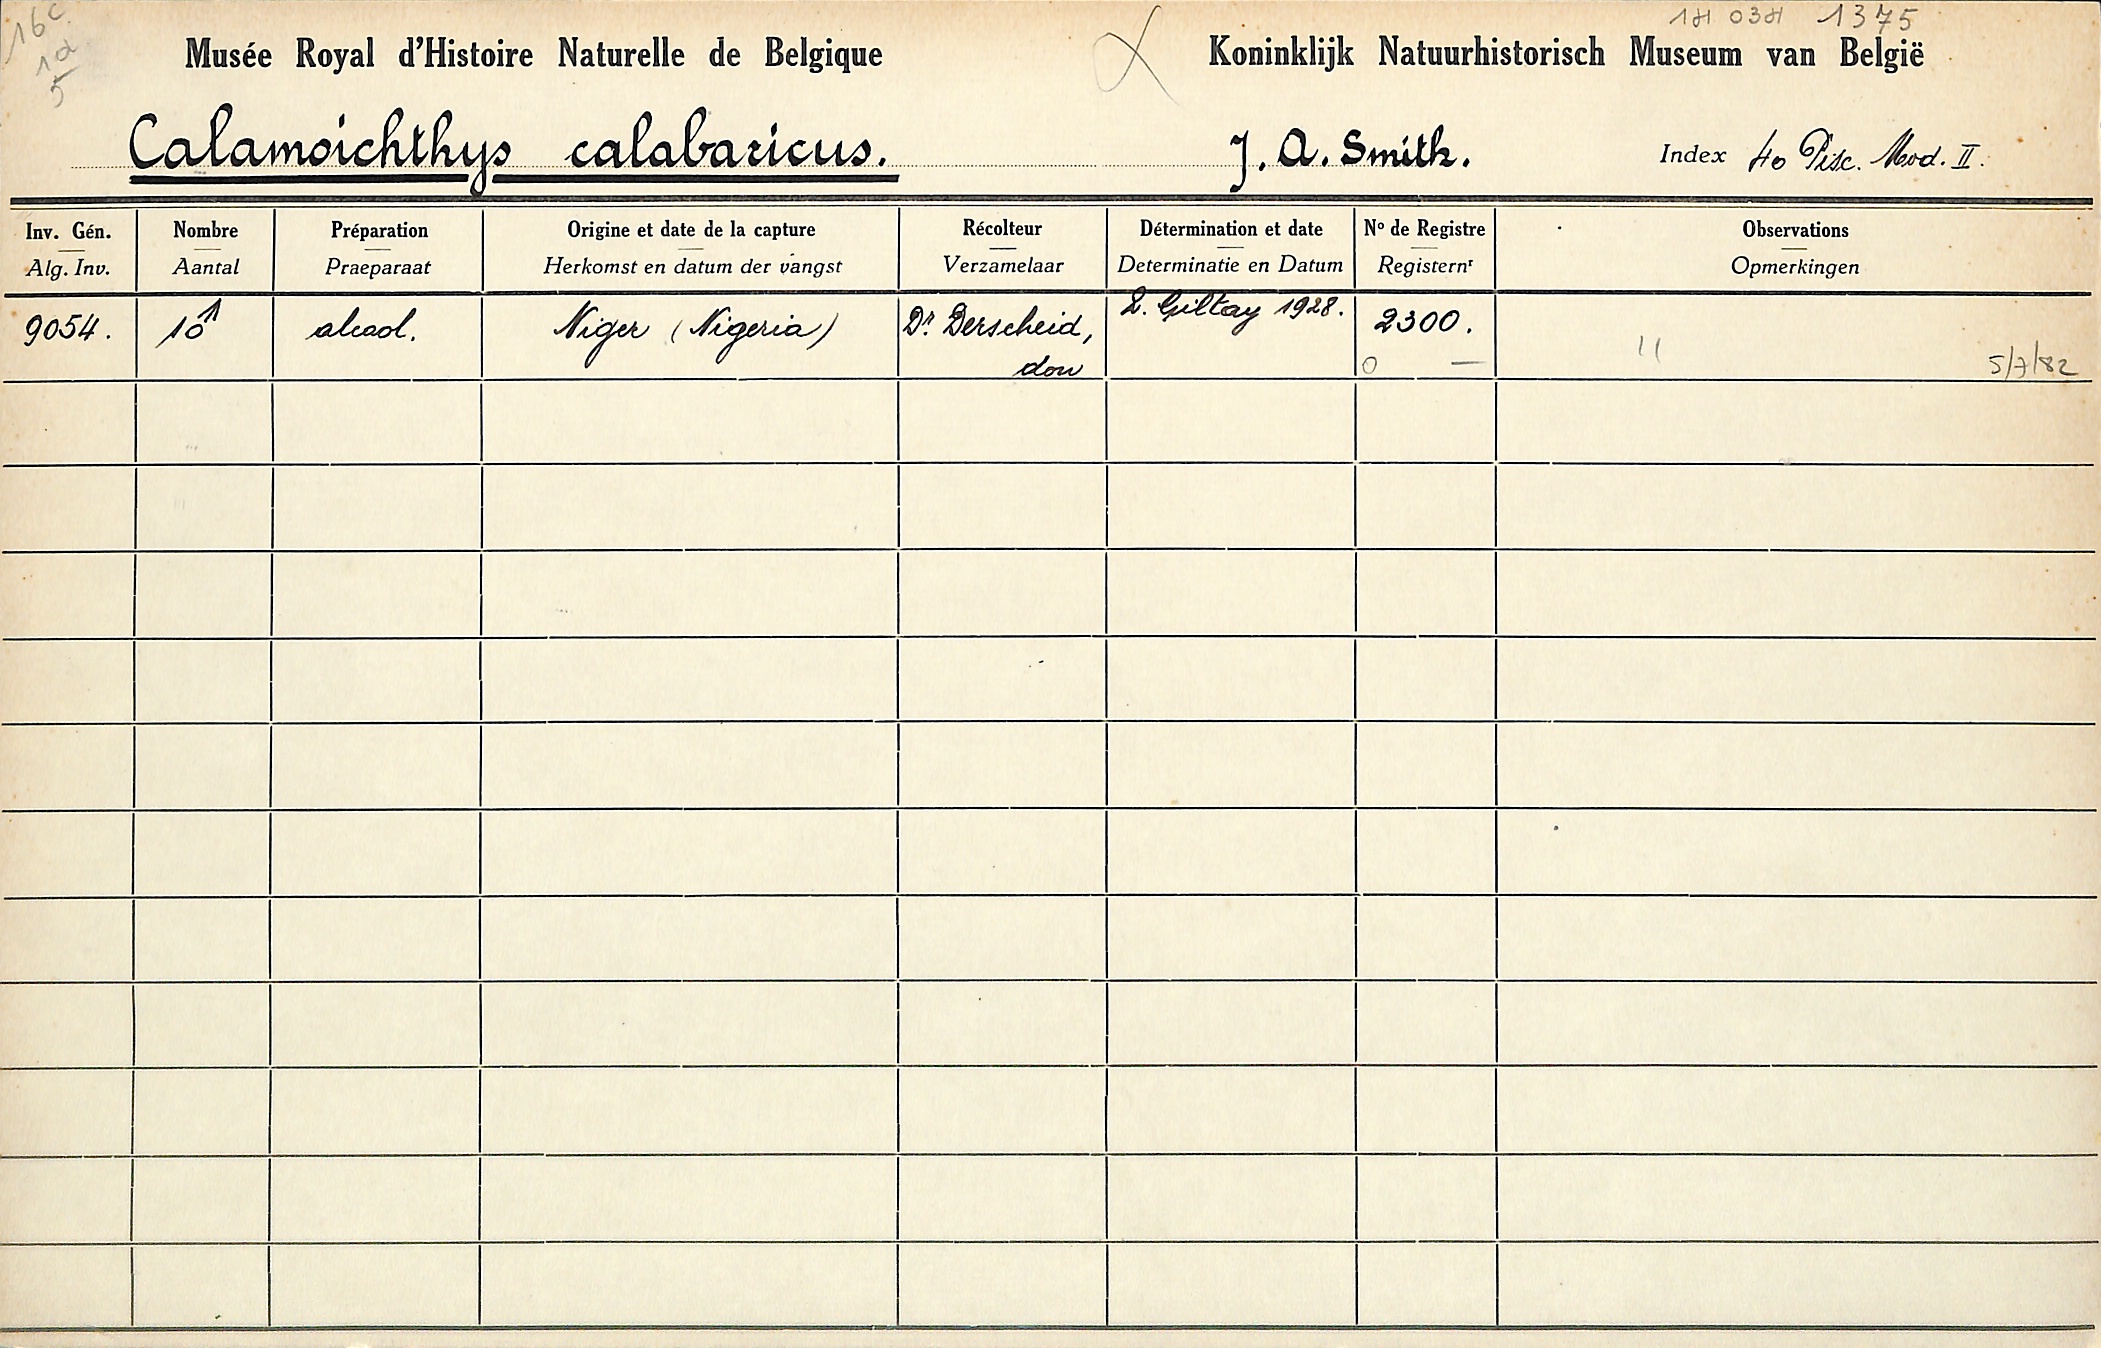 16c
1a
5
1375
Musée Royal d'Histoire Naturelle de Belgique
Koninklijk Natuurhistorisch Museum van België
Calamoichthys calabaricus.
J. A. Smith.
Index 40 Pisc. Mod. II.
Inv. Gén.
Alg. Inv.
Nombre
Aantal
Préparation
Praeparaat
Origine et date de la capture
Herkomst en datum der vangst
Récolteur
Verzamelaar
Détermination et date
Determinatie en Datum
Nº de Registre
Registernʳ
Observations
Opmerkingen
9054.
1♂
alcool.
Niger (Nigeria)
Dr. Derscheid,
don
L. Giltay 1928.
2300.
0 —
5/7/82